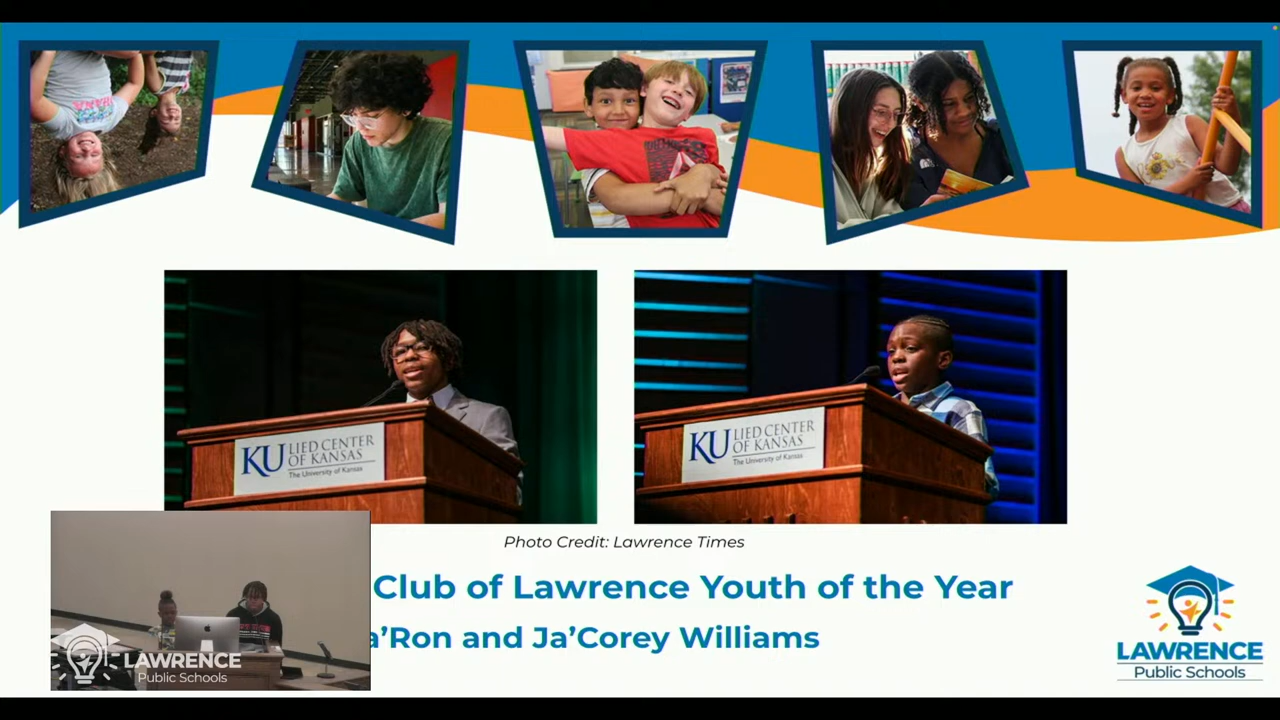 KU LIED CENTER
OF KANSAS
The University of Kansas
KU LIED CENTER
OF KANSAS
The University of Kansas
Photo Credit: Lawrence Times
Club of Lawrence Youth of the Year
a'Ron and Ja'Corey Williams
LAWRENCE
Public Schools
LAWRENCE
Public Schools